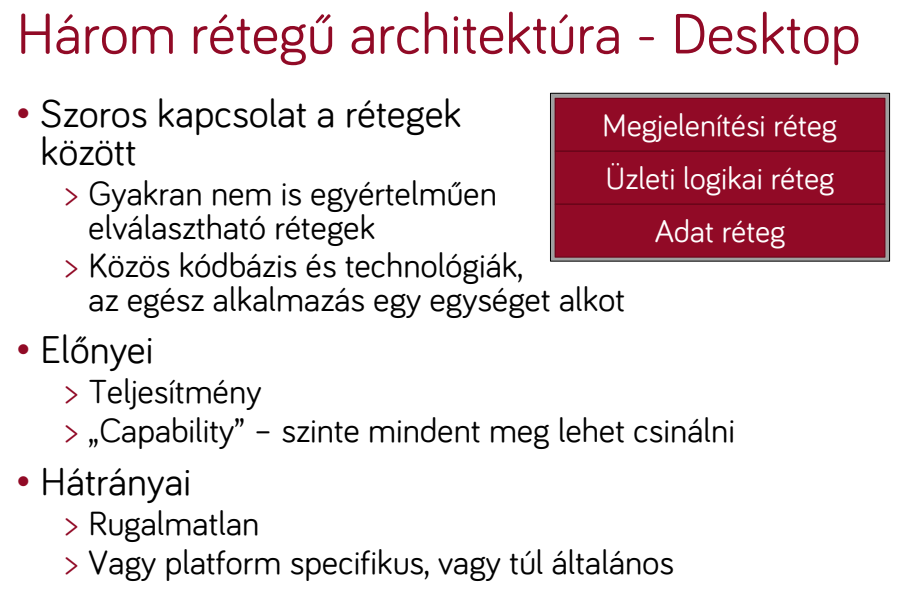 Három rétegű architektúra - Desktop
• Szoros kapcsolat a rétegek
között
> Gyakran nem is egyértelműen
elválasztható rétegek
> Közös kódbázis és technológiák,
az egész alkalmazás egy egységet alkot
• Előnyei
> Teljesítmény
> „Capability” – szinte mindent meg lehet csinálni
• Hátrányai
> Rugalmatlan
> Vagy platform specifikus, vagy túl általános
Megjelenítési réteg
Üzleti logikai réteg
Adat réteg